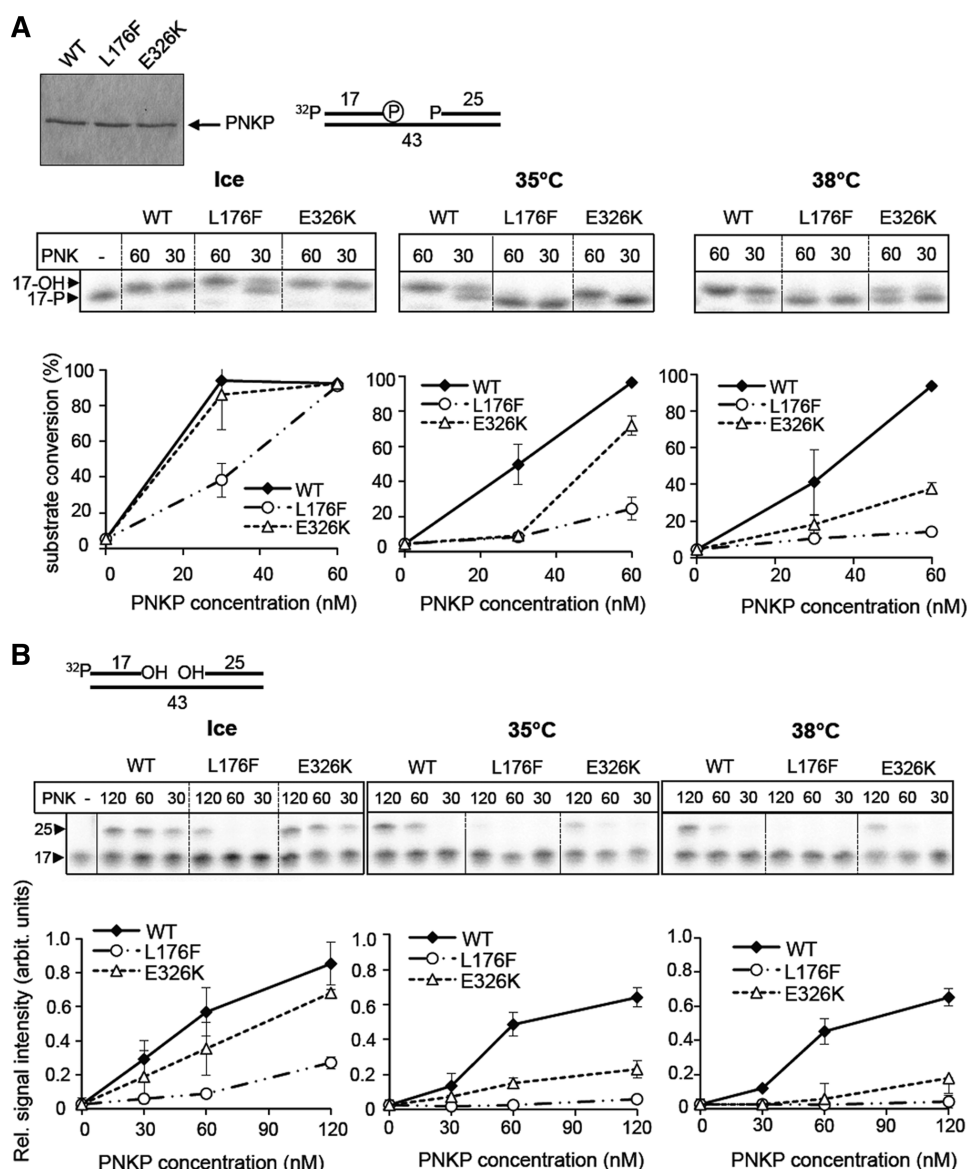 A
WT L176F E326K
PNKP
32P 17 P P 25
43
Ice 35°C 38°C
WT L176F E326K WT L176F E326K WT L176F E326K
PNK - 60 30 60 30 60 30 60 30 60 30 60 30 60 30 60 30 60 30
17-OH
17-P
substrate conversion (%)
100 100 100
80 80 80
60 60 60
40 40 40
20 20 20
0 0 0
WT L176F E326K
WT L176F E326K
WT L176F E326K
0 20 40 60 0 20 40 60 0 20 40 60
PNKP concentration (nM) PNKP concentration (nM) PNKP concentration (nM)
B
32P 17 OH OH 25
43
Ice 35°C 38°C
WT L176F E326K WT L176F E326K WT L176F E326K
PNK - 120 60 30 120 60 30 120 60 30 120 60 30 120 60 30 120 60 30 120 60 30 120 60 30 120 60 30
25
17
Rel. signal intensity (arbit. units)
1.0 1.0 1.0
0.8 0.8 0.8
0.6 0.6 0.6
0.4 0.4 0.4
0.2 0.2 0.2
0 0 0
WT L176F E326K
WT L176F E326K
WT L176F E326K
0 30 60 90 120 0 30 60 90 120 0 30 60 90 120
PNKP concentration (nM) PNKP concentration (nM) PNKP concentration (nM)